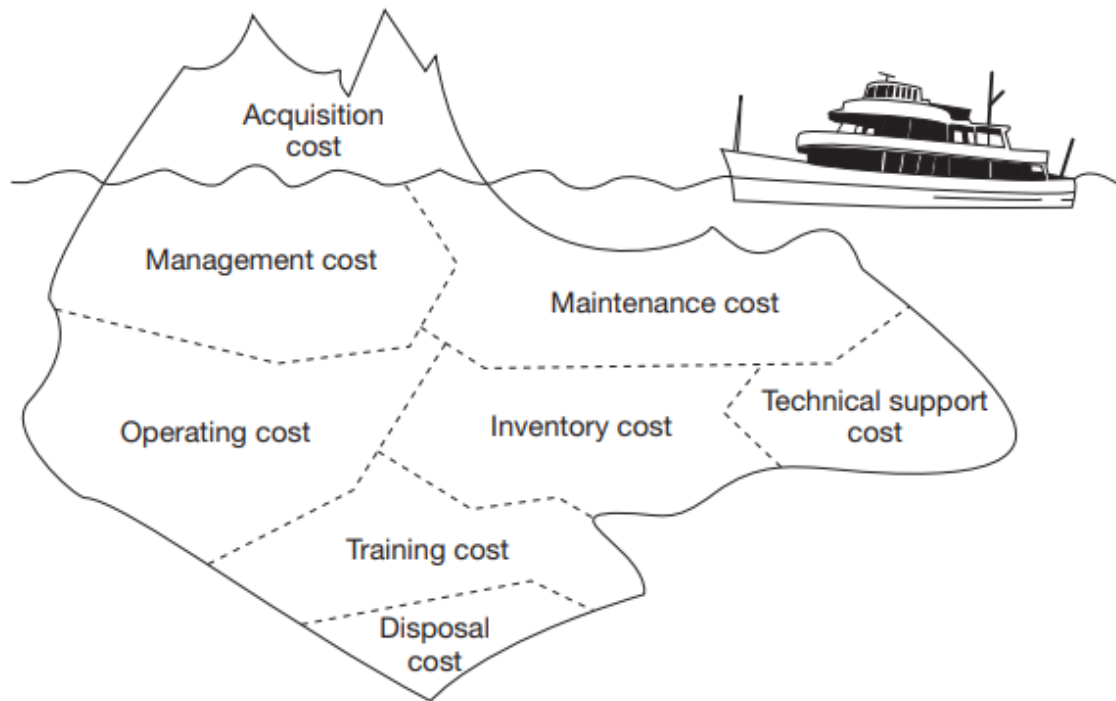 Acquisition
cost
Management cost
Maintenance cost
Operating cost
Inventory cost
Technical support
cost
Training cost
Disposal
cost